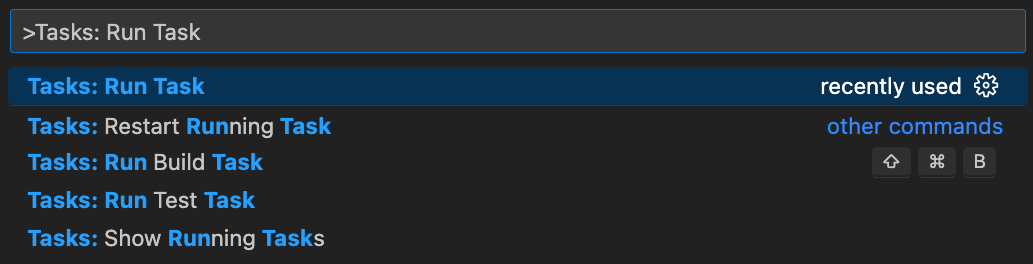 >Tasks: Run Task
Tasks: Run Task recently used
Tasks: Restart Running Task other commands
Tasks: Run Build Task ⇧ ⌘ B
Tasks: Run Test Task
Tasks: Show Running Tasks